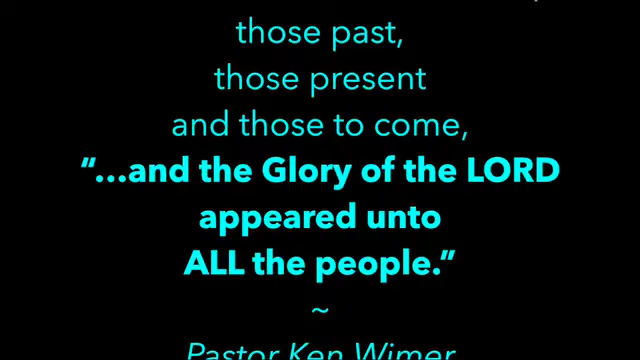 those past,
those present
and those to come,
“...and the Glory of the LORD
appeared unto
ALL the people.”
~
Pastor Ken Wimer